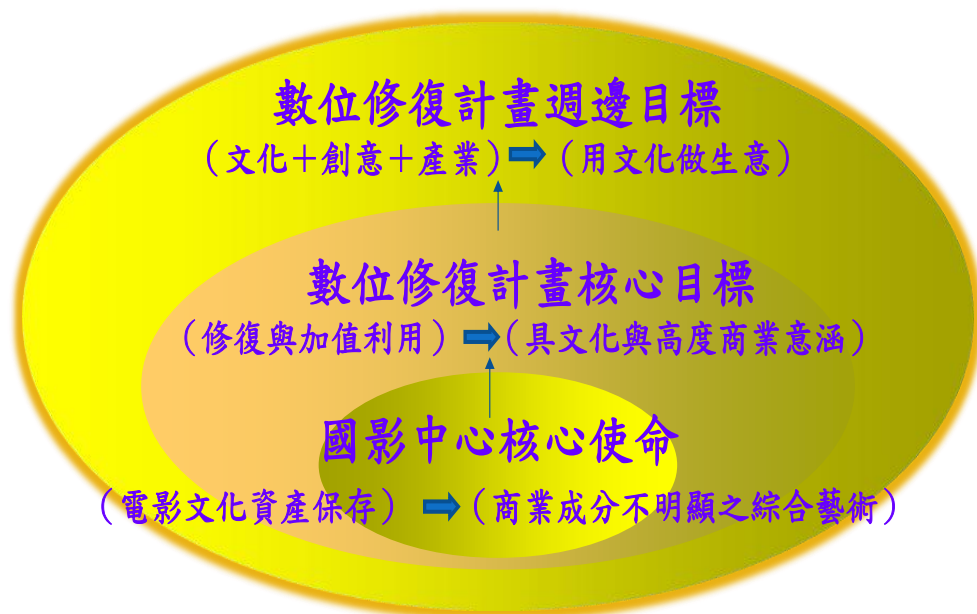 數位修復計畫週邊目標
(文化＋創意＋產業) (用文化做生意)
數位修復計畫核心目標
(修復與加值利用) (具文化與高度商業意涵)
國影中心核心使命
(電影文化資產保存) (商業成分不明顯之綜合藝術)